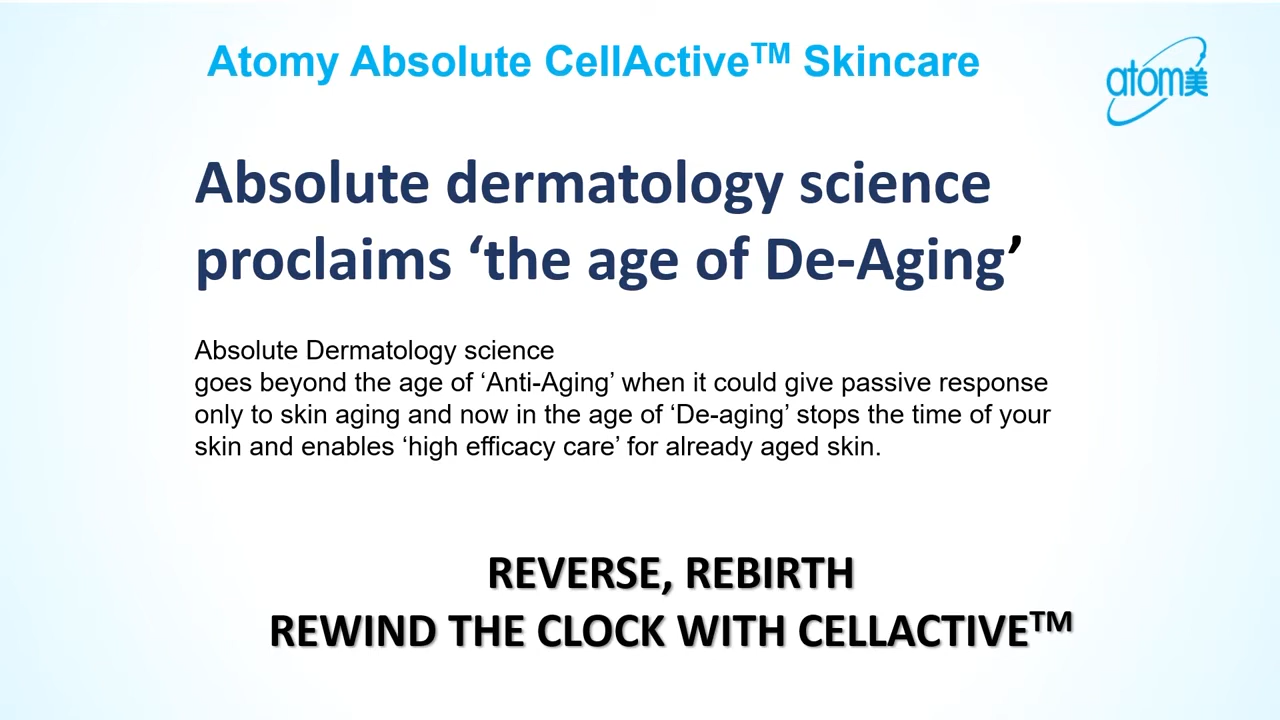 Atomy Absolute CellActive™ Skincare
atom美
Absolute dermatology science
proclaims ‘the age of De-Aging’
Absolute Dermatology science
goes beyond the age of ‘Anti-Aging’ when it could give passive response
only to skin aging and now in the age of ‘De-aging’ stops the time of your
skin and enables ‘high efficacy care’ for already aged skin.
REVERSE, REBIRTH
REWIND THE CLOCK WITH CELLACTIVE™